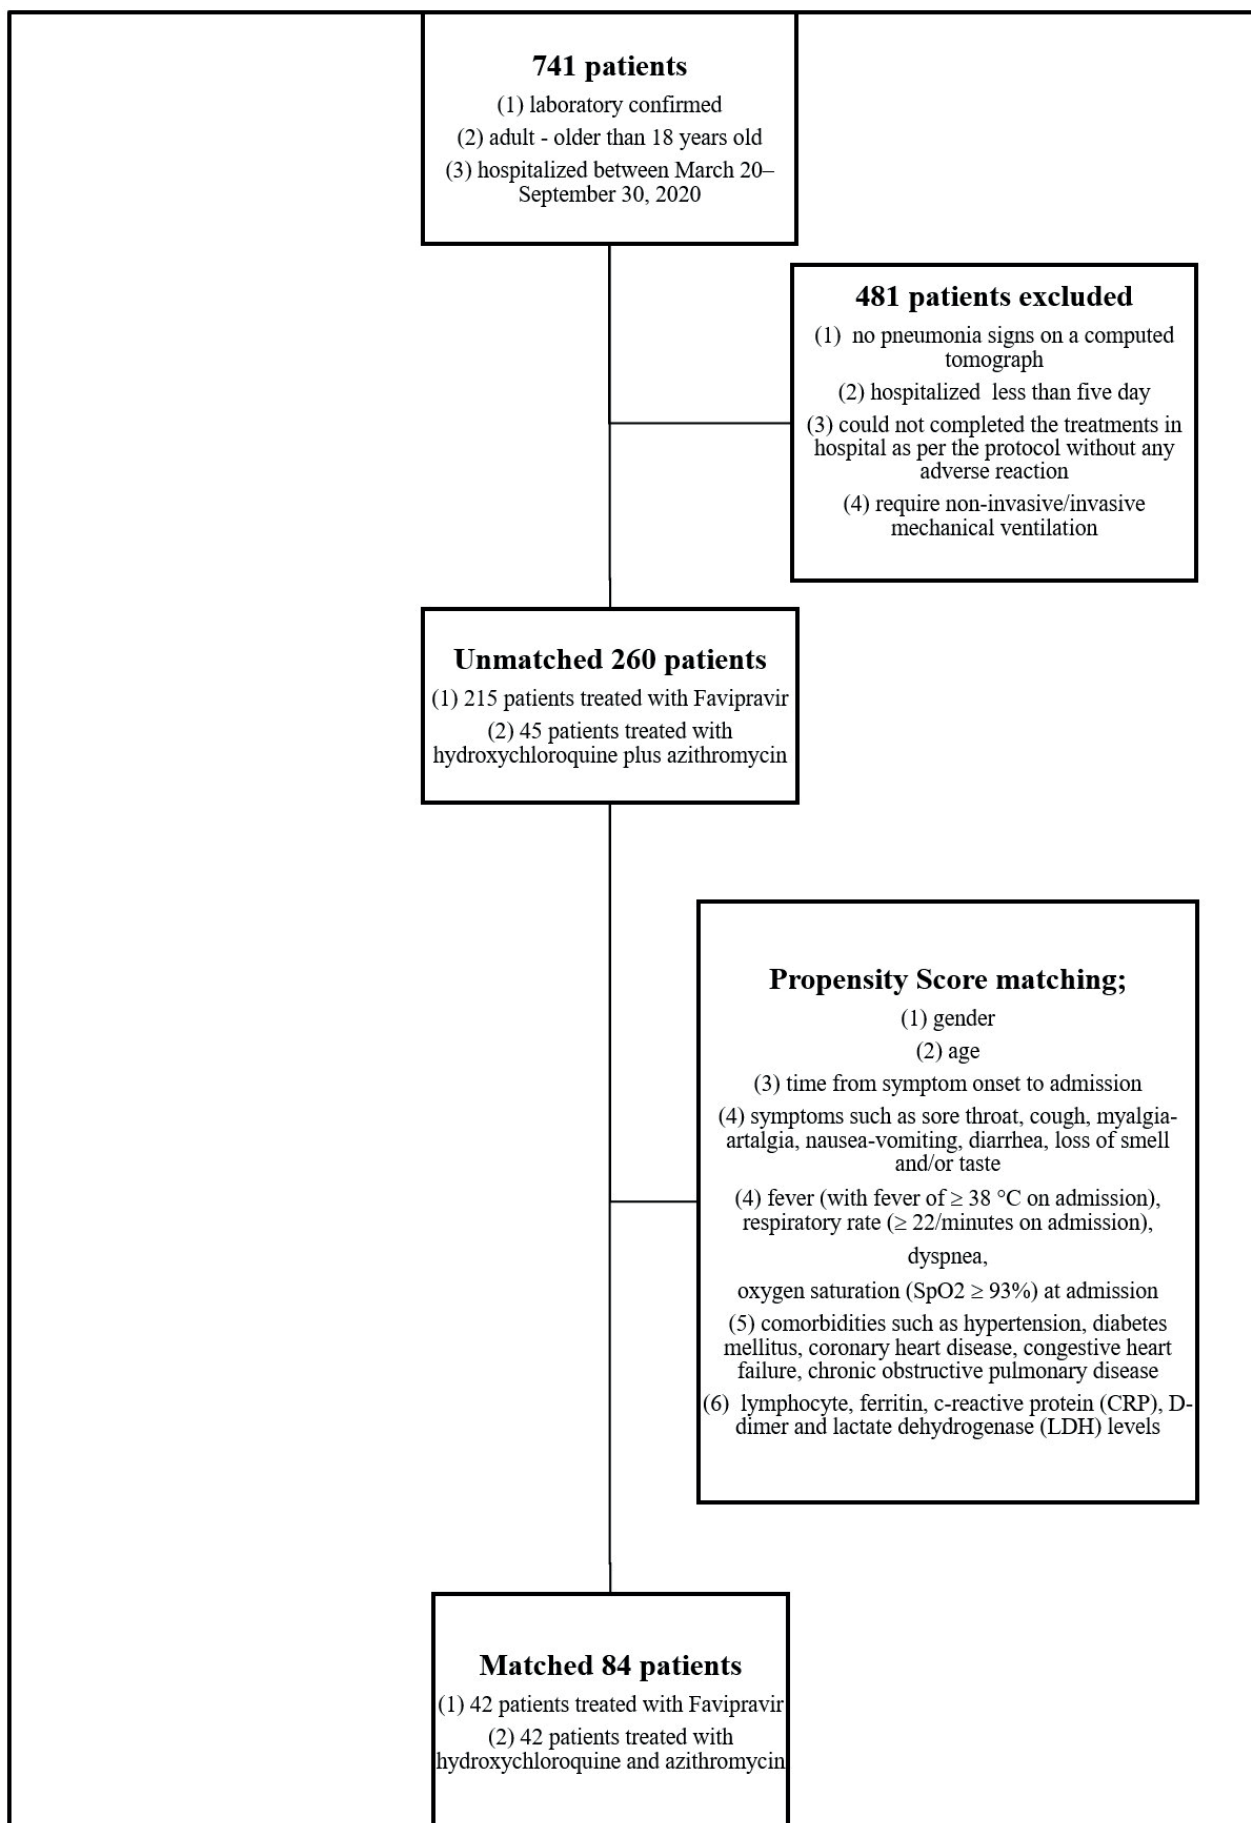 741 patients
(1) laboratory confirmed
(2) adult - older than 18 years old
(3) hospitalized between March 20–
September 30, 2020
481 patients excluded
(1) no pneumonia signs on a computed
tomograph
(2) hospitalized less than five day
(3) could not completed the treatments in
hospital as per the protocol without any
adverse reaction
(4) require non-invasive/invasive
mechanical ventilation
Unmatched 260 patients
(1) 215 patients treated with Favipravir
(2) 45 patients treated with
hydroxychloroquine plus azithromycin
Propensity Score matching;
(1) gender
(2) age
(3) time from symptom onset to admission
(4) symptoms such as sore throat, cough, myalgia-
artalgia, nausea-vomiting, diarrhea, loss of smell
and/or taste
(4) fever (with fever of ≥ 38 °C on admission),
respiratory rate (≥ 22/minutes on admission),
dyspnea,
oxygen saturation (SpO2 ≥ 93%) at admission
(5) comorbidities such as hypertension, diabetes
mellitus, coronary heart disease, congestive heart
failure, chronic obstructive pulmonary disease
(6) lymphocyte, ferritin, c-reactive protein (CRP), D-
dimer and lactate dehydrogenase (LDH) levels
Matched 84 patients
(1) 42 patients treated with Favipravir
(2) 42 patients treated with
hydroxychloroquine and azithromycin